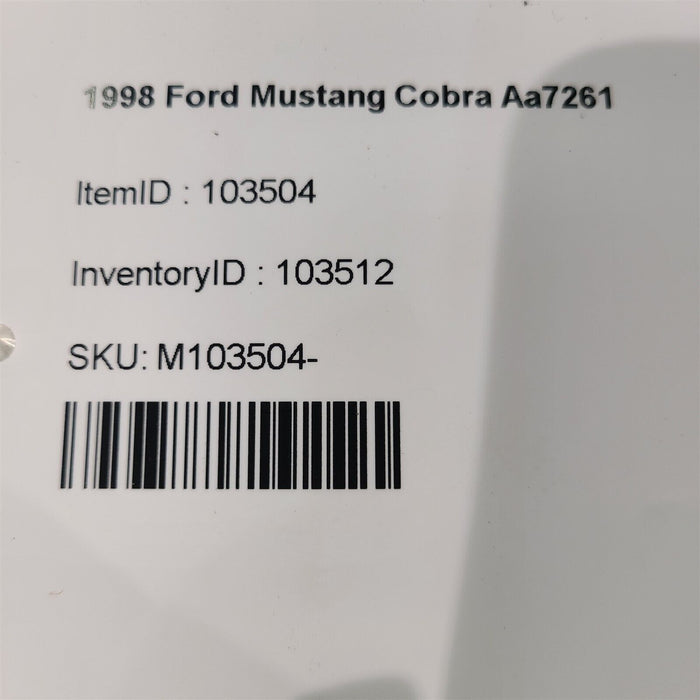 1998 Ford Mustang Cobra Aa7261
ItemID : 103504
InventoryID : 103512
SKU: M103504-